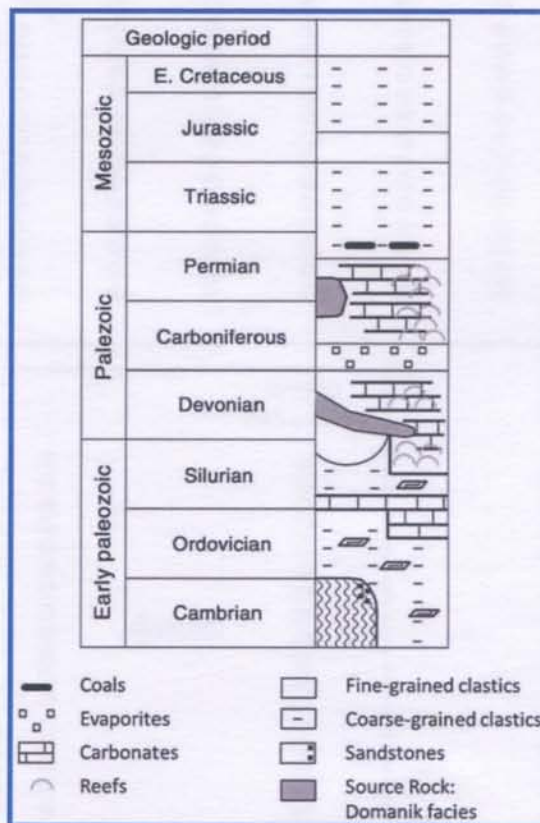 Geologic period
Mesozoic
E. Cretaceous
Jurassic
Triassic
Palezoic
Permian
Carboniferous
Devonian
Early paleozoic
Silurian
Ordovician
Cambrian
Coals
Evaporites
Carbonates
Reefs
Fine-grained clastics
Coarse-grained clastics
Sandstones
Source Rock:
Domanik facies